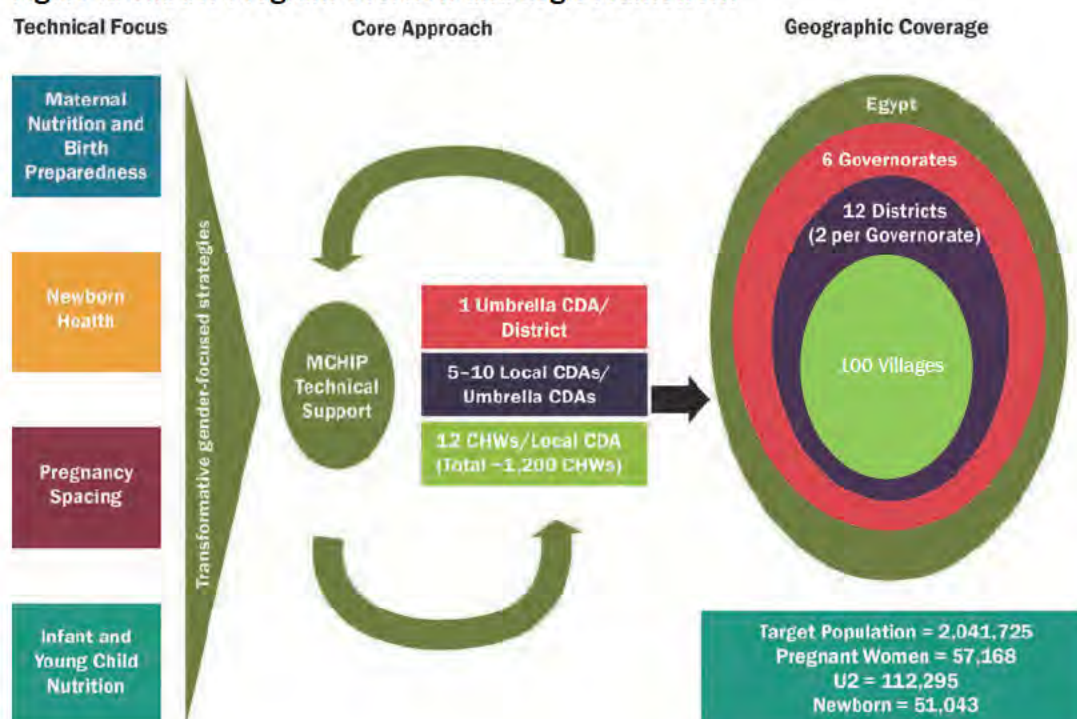 Technical Focus
Core Approach
Geographic Coverage
Maternal
Nutrition and
Birth
Preparedness
Newborn
Health
Pregnancy
Spacing
Infant and
Young Child
Nutrition
Transformative gender-focused strategies
MCHIP
Technical
Support
1 Umbrella CDA/
District
5–10 Local CDAs/
Umbrella CDAs
12 CHWs/Local CDA
(Total ~1,200 CHWs)
Egypt
6 Governorates
12 Districts
(2 per Governorate)
100 Villages
Target Population = 2,041,725
Pregnant Women = 57,168
U2 = 112,295
Newborn = 51,043